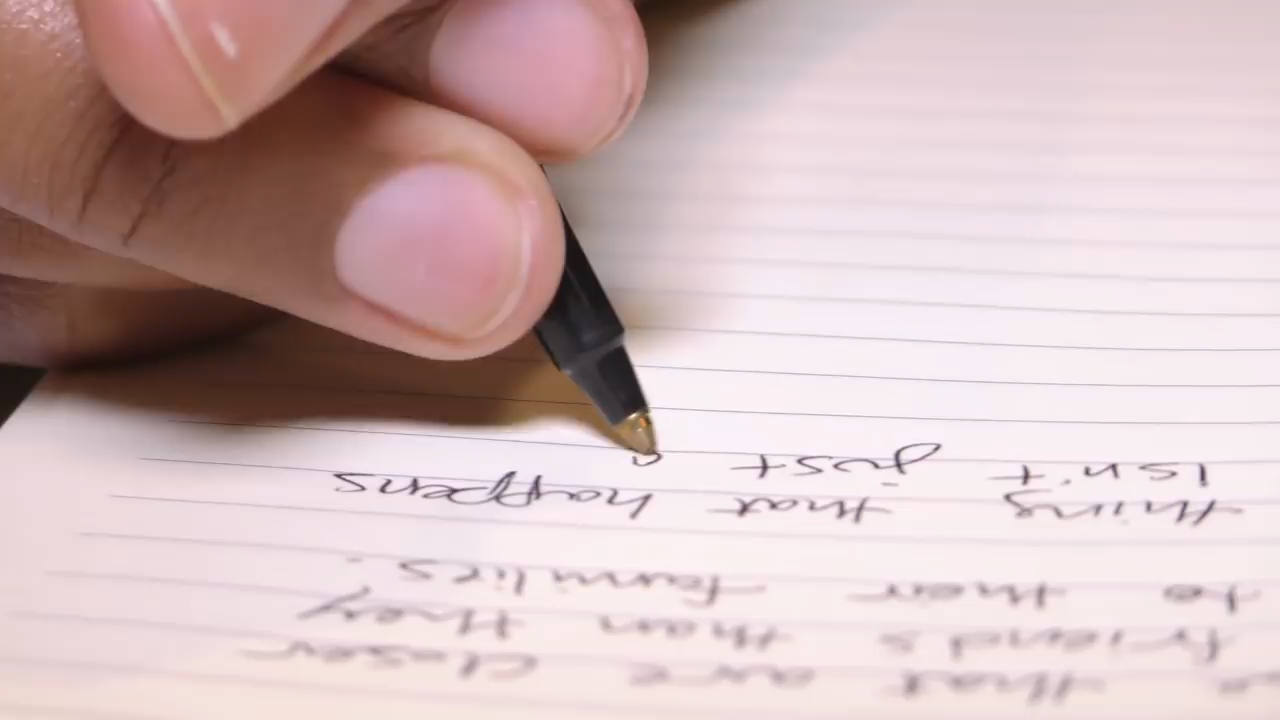 that are closer
friends than they
to their families.
thing that happens
isn't just a